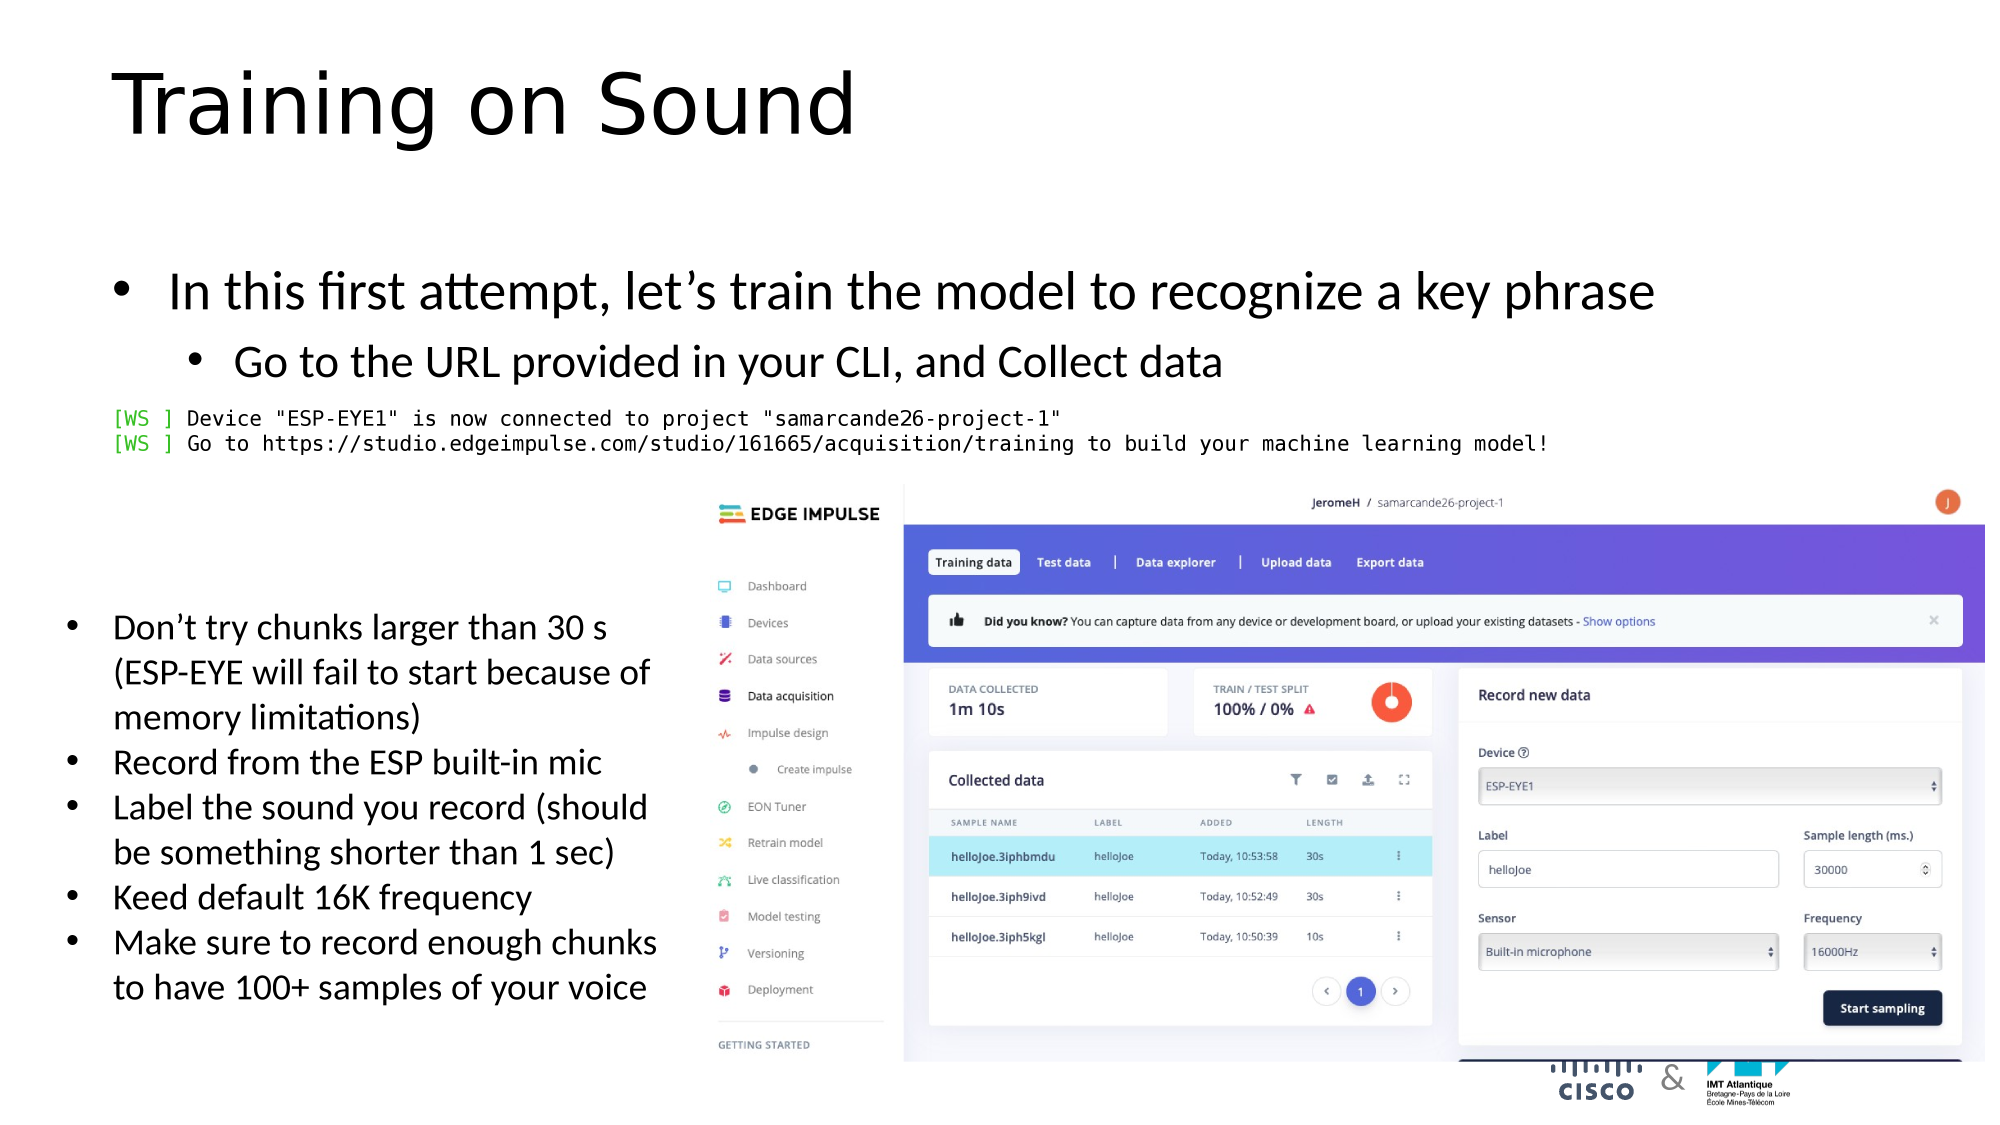 Training on Sound
• In this first attempt, let’s train the model to recognize a key phrase
• Go to the URL provided in your CLI, and Collect data
[WS ] Device "ESP-EYE1" is now connected to project "samarcande26-project-1"
[WS ] Go to https://studio.edgeimpulse.com/studio/161665/acquisition/training to build your machine learning model!
• Don’t try chunks larger than 30 s
(ESP-EYE will fail to start because of
memory limitations)
• Record from the ESP built-in mic
• Label the sound you record (should
be something shorter than 1 sec)
• Keed default 16K frequency
• Make sure to record enough chunks
to have 100+ samples of your voice
EDGE IMPULSE
Dashboard
Devices
Data sources
Data acquisition
Impulse design
Create impulse
EON Tuner
Retrain model
Live classification
Model testing
Versioning
Deployment
GETTING STARTED
JeromeH / samarcande26-project-1
J
Training data Test data | Data explorer | Upload data Export data
Did you know? You can capture data from any device or development board, or upload your existing datasets - Show options
DATA COLLECTED
1m 10s
TRAIN / TEST SPLIT
100% / 0%
Collected data
SAMPLE NAME LABEL ADDED LENGTH
helloJoe.3iphbmdu helloJoe Today, 10:53:58 30s
helloJoe.3iph9ivd helloJoe Today, 10:52:49 30s
helloJoe.3iph5kgl helloJoe Today, 10:50:39 10s
1
Record new data
Device
ESP-EYE1
Label Sample length (ms.)
helloJoe 30000
Sensor Frequency
Built-in microphone 16000Hz
Start sampling
CISCO & IMT Atlantique
Bretagne-Pays de la Loire
École Mines-Télécom